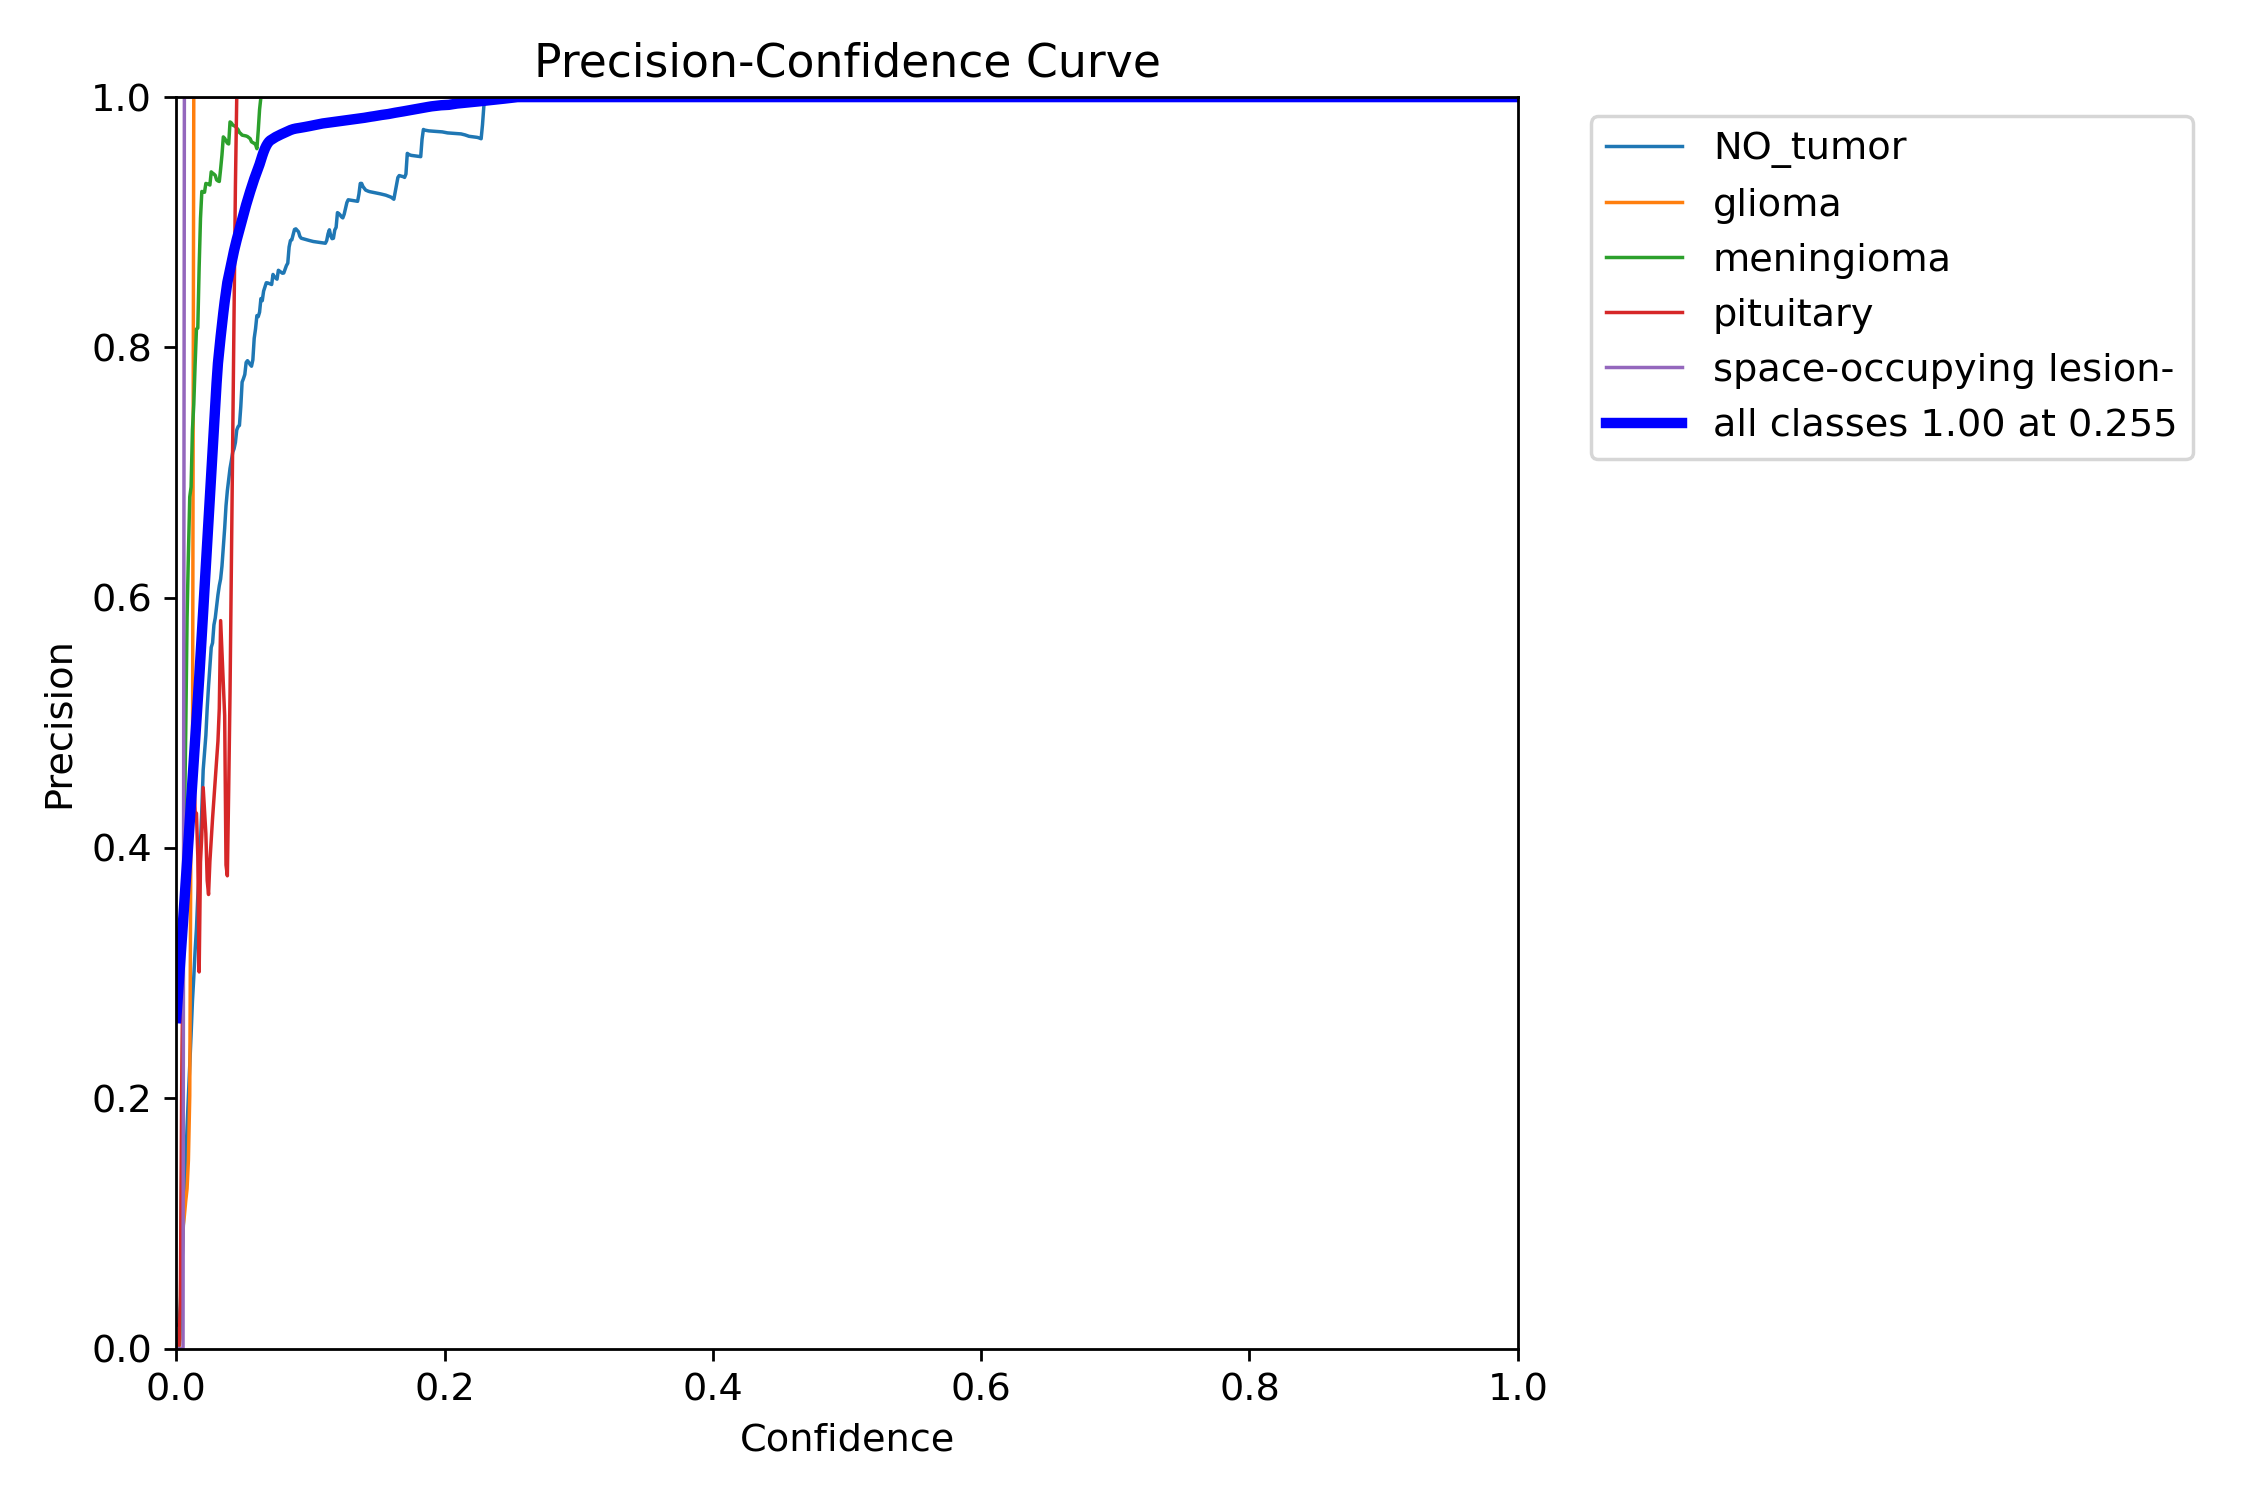 Precision-Confidence Curve
1.0
0.8
0.6
0.4
0.2
0.0
Precision
0.0 0.2 0.4 0.6 0.8 1.0
Confidence
NO_tumor
glioma
meningioma
pituitary
space-occupying lesion-
all classes 1.00 at 0.255